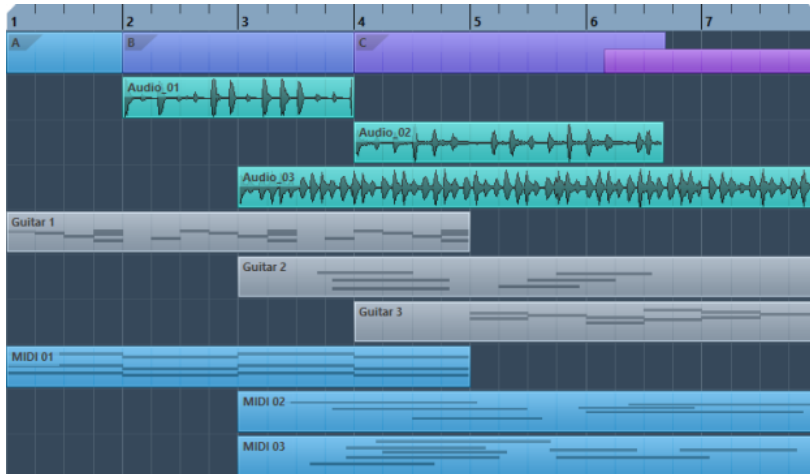 1 2 3 4 5 6 7
A B C
Audio_01
Audio_02
Audio_03
Guitar 1
Guitar 2
Guitar 3
MIDI 01
MIDI 02
MIDI 03